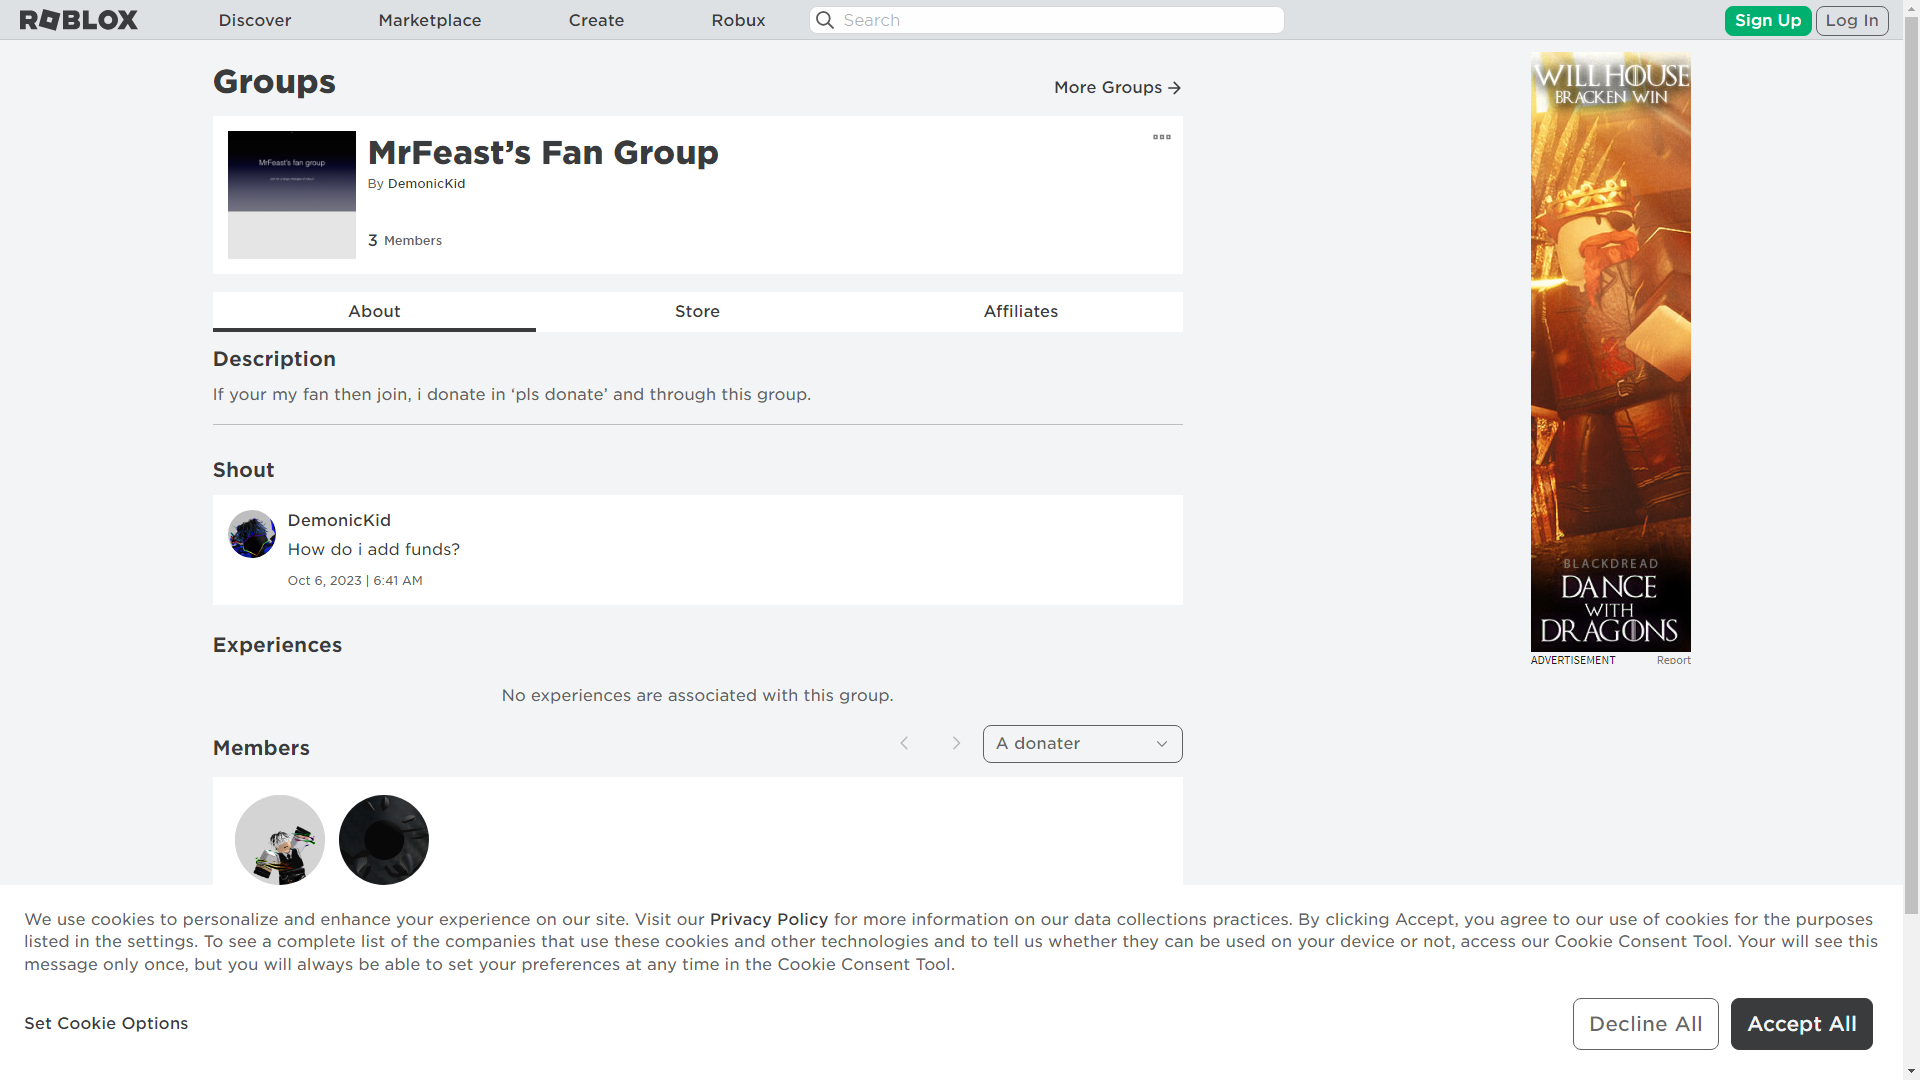 ROBLOX
Discover
Marketplace
Create
Robux
Search
Sign Up
Log In
Groups
More Groups
MrFeast's fan group
MrFeast’s Fan Group
By DemonicKid
3 Members
About
Store
Affiliates
Description
If your my fan then join, i donate in ‘pls donate’ and through this group.
Shout
DemonicKid
How do i add funds?
Oct 6, 2023 | 6:41 AM
Experiences
No experiences are associated with this group.
Members
A donater
WILL HOUSE
BRACKEN WIN
BLACKDREAD
DANCE
WITH
DRAGONS
ADVERTISEMENT
Report
We use cookies to personalize and enhance your experience on our site. Visit our Privacy Policy for more information on our data collections practices. By clicking Accept, you agree to our use of cookies for the purposes
listed in the settings. To see a complete list of the companies that use these cookies and other technologies and to tell us whether they can be used on your device or not, access our Cookie Consent Tool. Your will see this
message only once, but you will always be able to set your preferences at any time in the Cookie Consent Tool.
Set Cookie Options
Decline All
Accept All